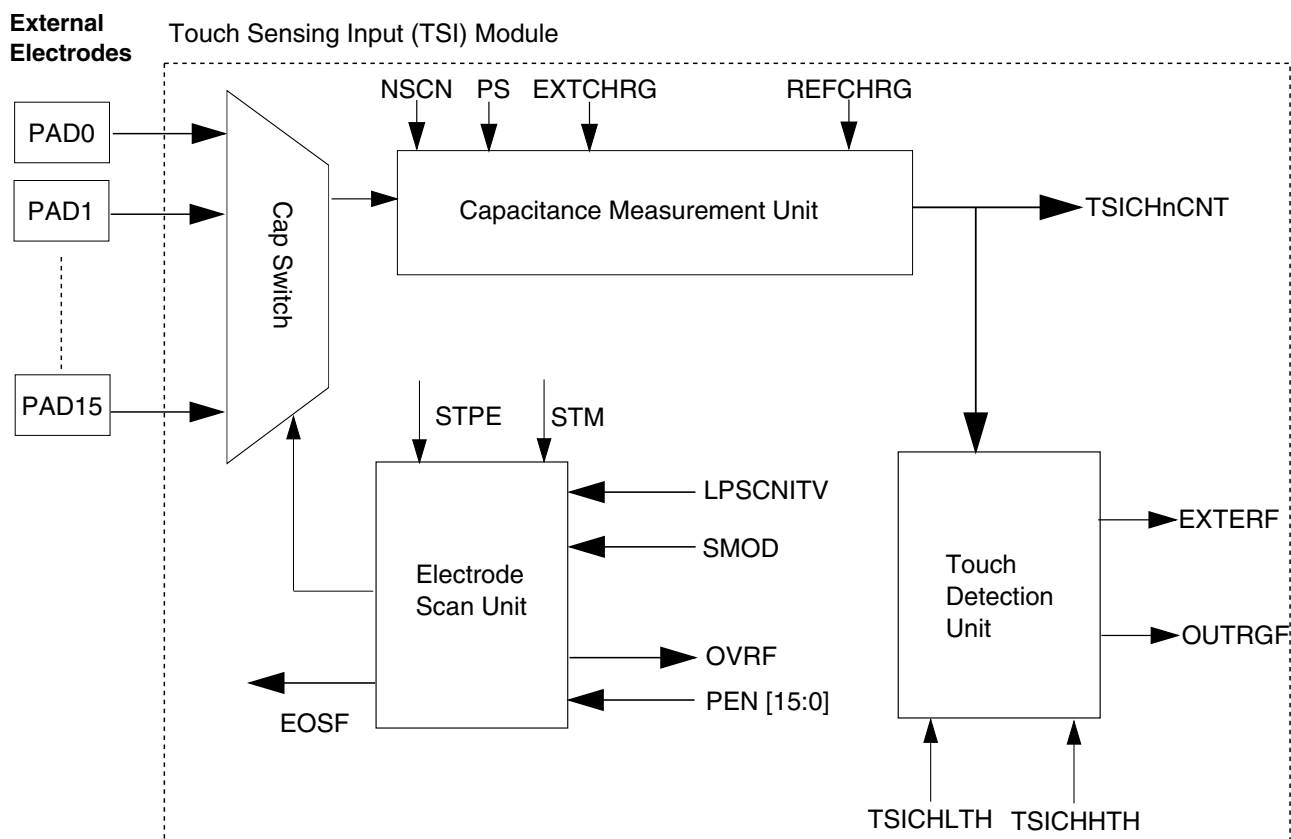 External
Electrodes
Touch Sensing Input (TSI) Module
NSCN
PS
EXTCHRG
REFCHRG
PAD0
PAD1
PAD15
Cap Switch
Capacitance Measurement Unit
TSICHnCNT
STPE
STM
LPSCNITV
SMOD
Electrode
Scan Unit
OVRF
PEN [15:0]
EOSF
Touch
Detection
Unit
EXTERF
OUTRGF
TSICHLTH
TSICHHTH